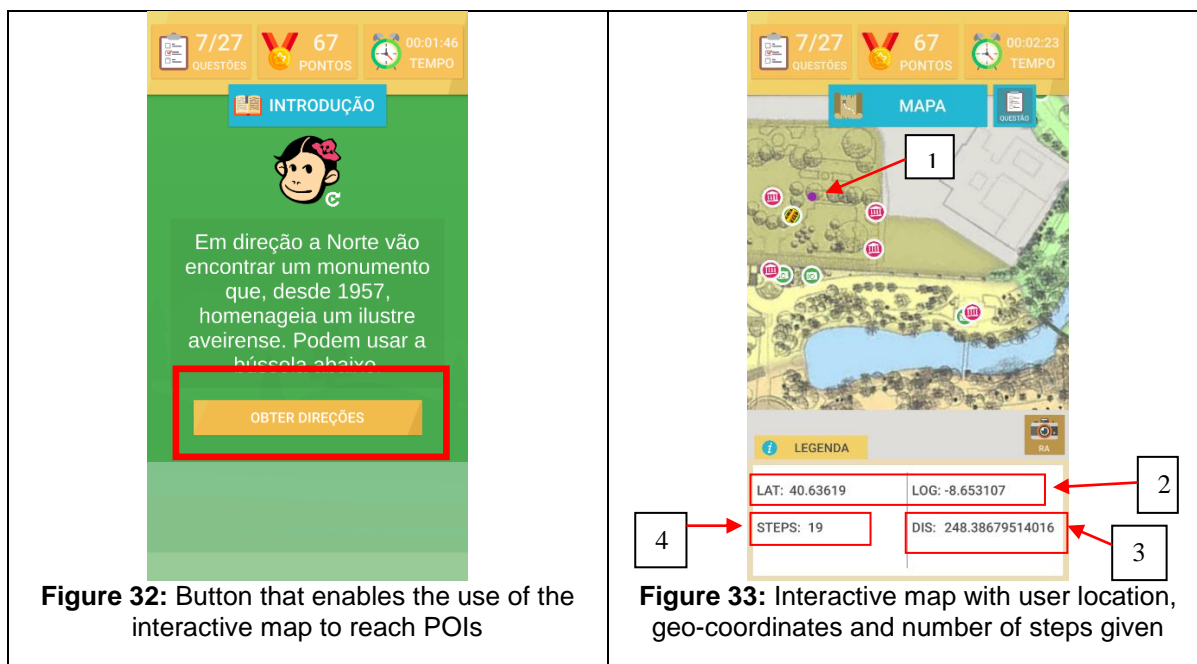 7/27
QUESTÕES
67
PONTOS
00:01:46
TEMPO
INTRODUÇÃO
Em direção a Norte vão
encontrar um monumento
que, desde 1957,
homenageia um ilustre
aveirense. Podem usar a
bússola abaixo.
OBTER DIREÇÕES
Figure 32: Button that enables the use of the
interactive map to reach POIs
7/27
QUESTÕES
67
PONTOS
00:02:23
TEMPO
MAPA
QUESTÃO
1
RA
LEGENDA
LAT: 40.63619
LOG: -8.653107
2
STEPS: 19
DIS: 248.38679514016
4
3
Figure 33: Interactive map with user location,
geo-coordinates and number of steps given